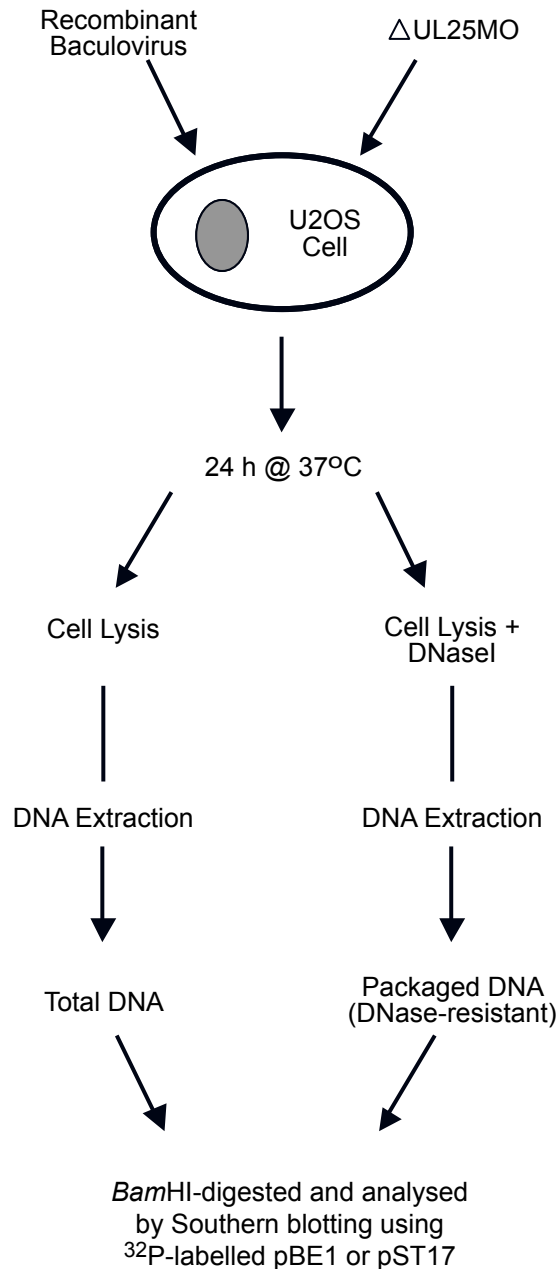 Recombinant
Baculovirus
△UL25MO
U2OS
Cell
24 h @ 37ºC
Cell Lysis
Cell Lysis +
DNaseI
DNA Extraction
DNA Extraction
Total DNA
Packaged DNA
(DNase-resistant)
BamHI-digested and analysed
by Southern blotting using
³²P-labelled pBE1 or pST17